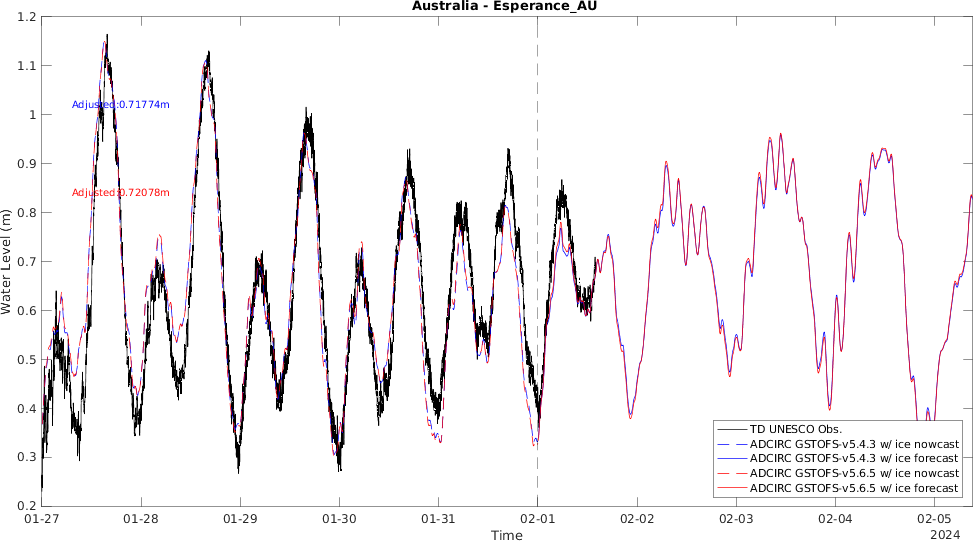 Australia - Esperance_AU
1.2
1.1
1
0.9
0.8
0.7
0.6
0.5
0.4
0.3
0.2
Water Level (m)
Adjusted:0.71774m
Adjusted:0.72078m
TD UNESCO Obs.
ADCIRC GSTOFS-v5.4.3 w/ ice nowcast
ADCIRC GSTOFS-v5.4.3 w/ ice forecast
ADCIRC GSTOFS-v5.6.5 w/ ice nowcast
ADCIRC GSTOFS-v5.6.5 w/ ice forecast
01-27 01-28 01-29 01-30 01-31 02-01 02-02 02-03 02-04 02-05
Time
2024